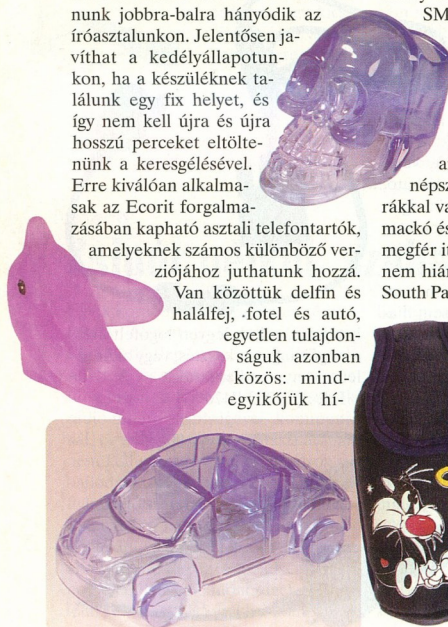 nunk jobbra-balra hányódik az
íróasztalunkon. Jelentősen ja-
víthat a kedélyállapotun-
kon, ha a készüléknek ta-
lálunk egy fix helyet, és
így nem kell újra és újra
hosszú perceket eltölte-
nünk a keresgélésével.
Erre kiválóan alkalma-
sak az Ecorit forgalma-
zásában kapható asztali telefontartók,
amelyeknek számos különböző ver-
ziójához juthatunk hozzá.
Van közöttük delfin és
halálfej, fotel és autó,
egyetlen tulajdon-
ságuk azonban
közös: mind-
egyikőjük hí-
SM
népsz
rákkal va
mackó és
megfér it
nem hián
South Pa